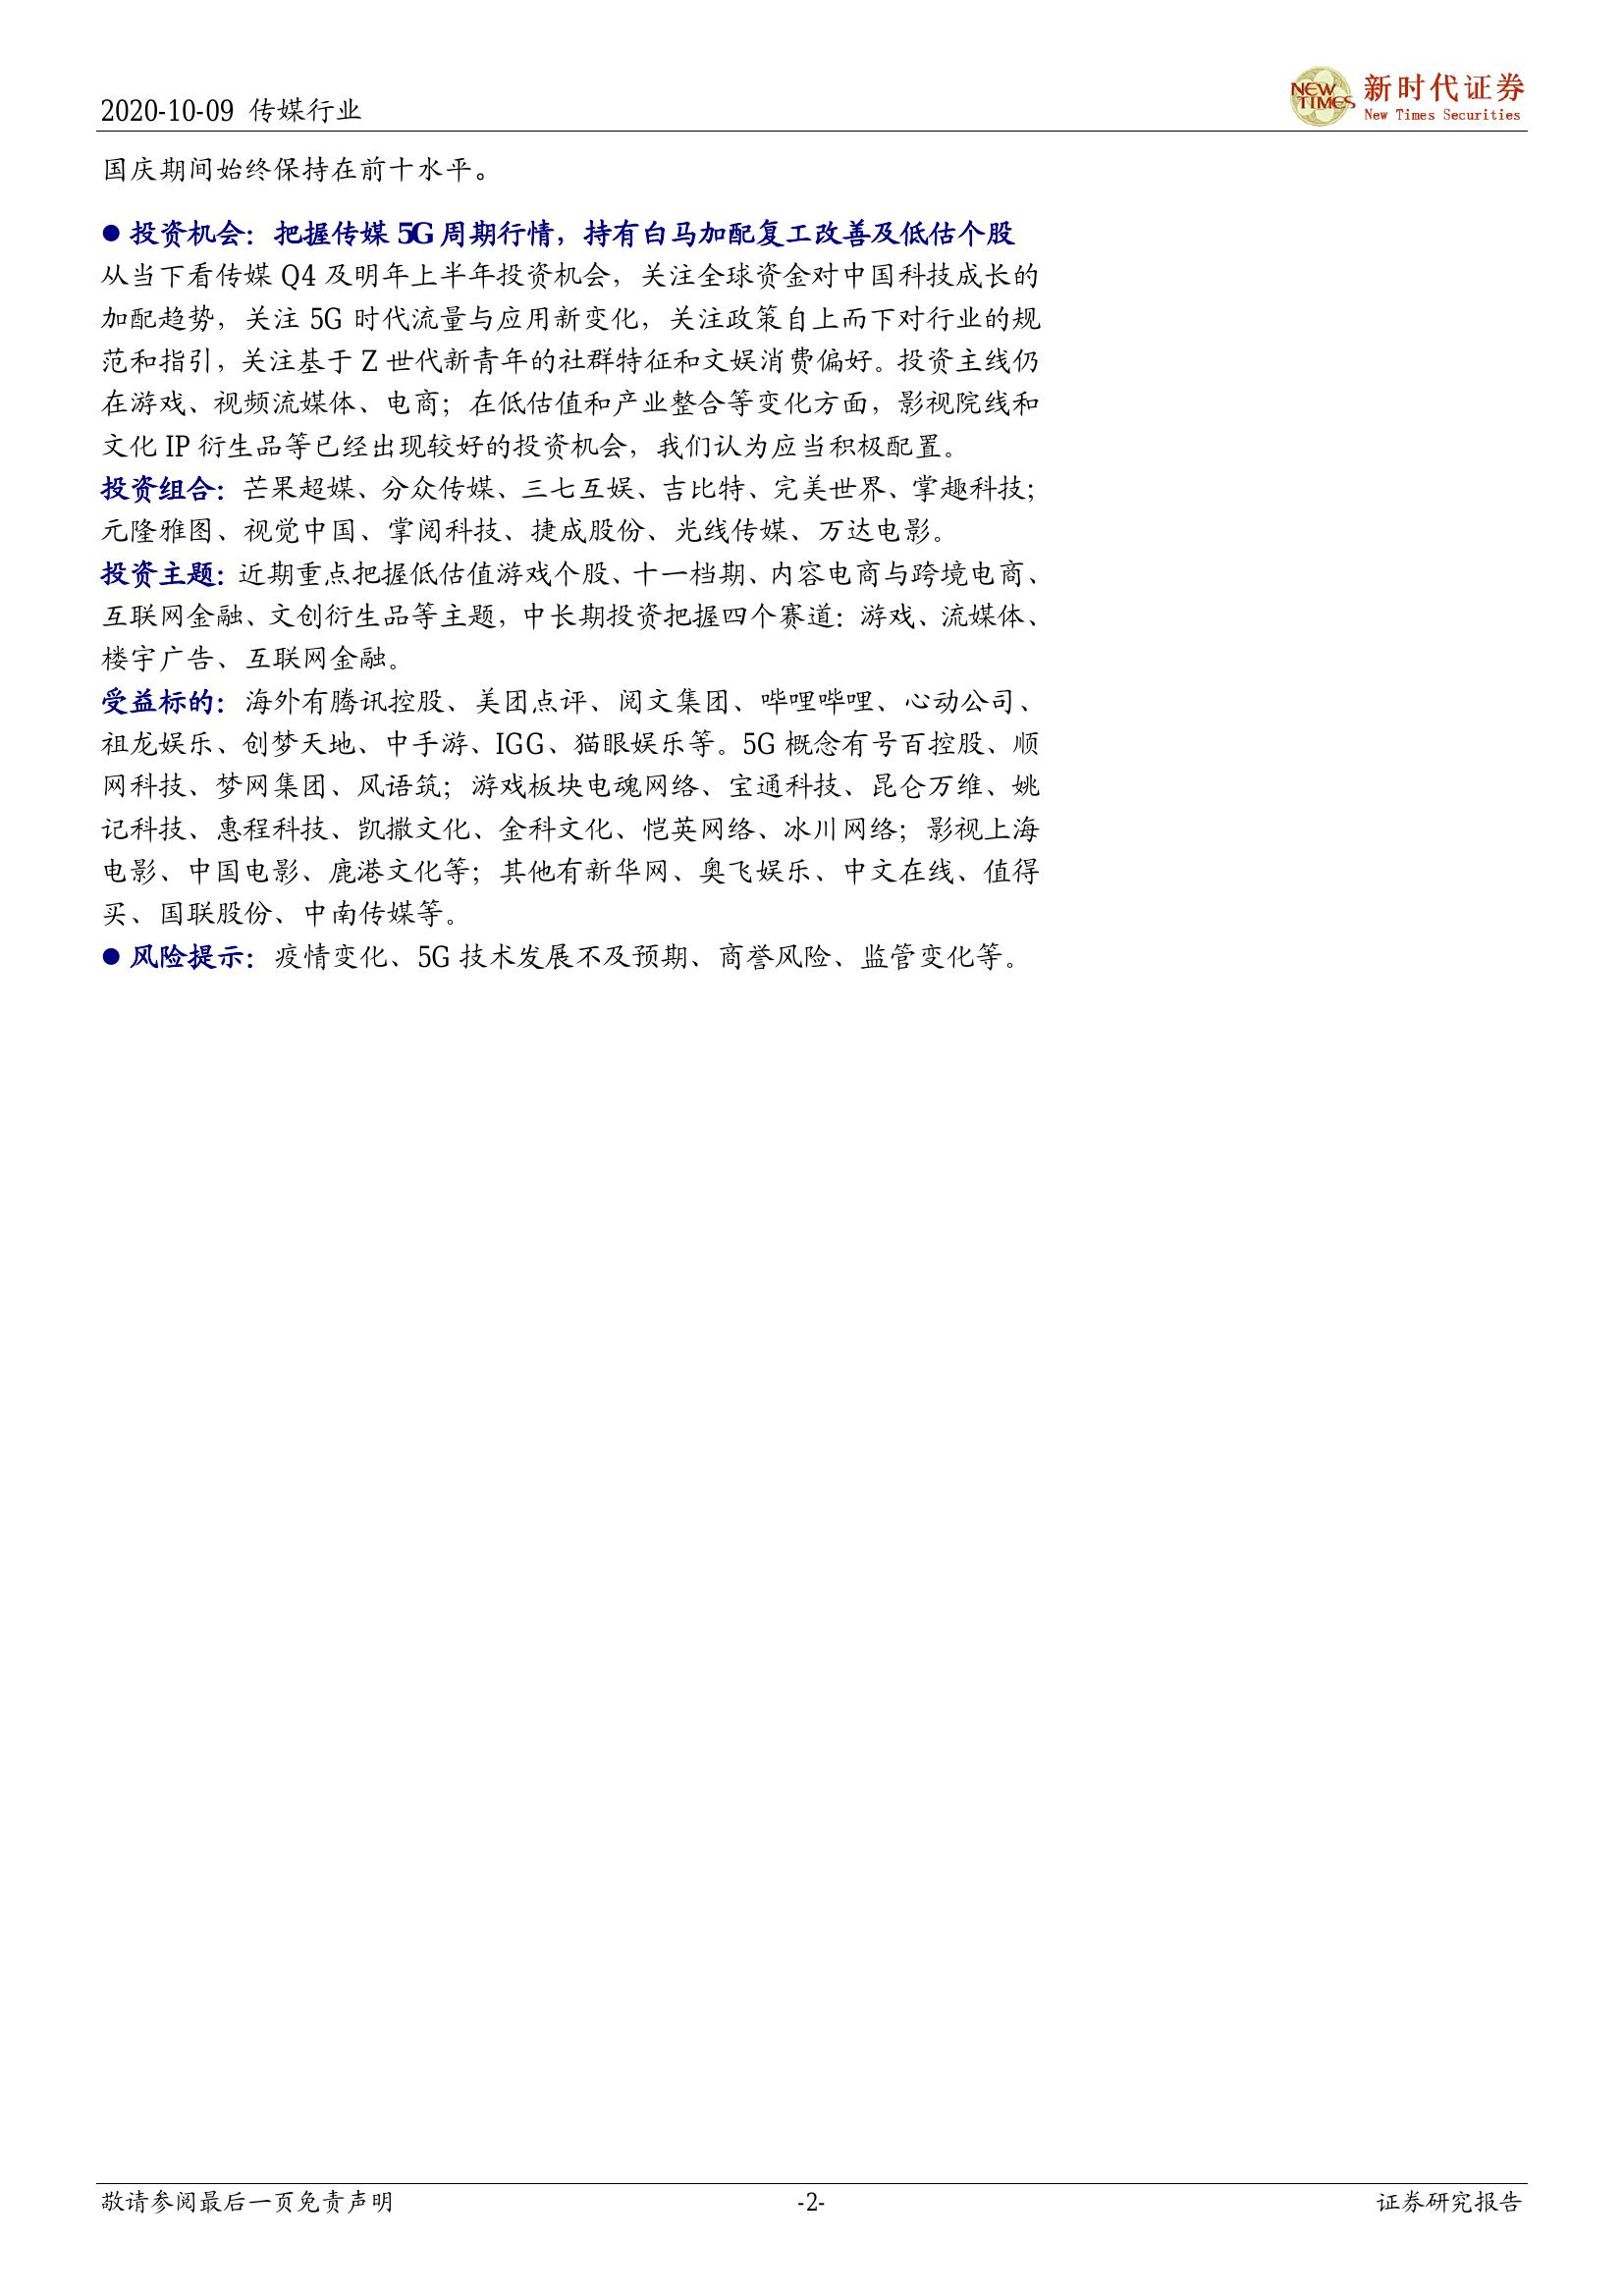 2020-10-09 传媒行业
NEW TIMES
新时代证券
New Times Securities
国庆期间始终保持在前十水平。
● 投资机会：把握传媒 5G 周期行情，持有白马加配复工改善及低估个股
从当下看传媒 Q4 及明年上半年投资机会，关注全球资金对中国科技成长的
加配趋势，关注 5G 时代流量与应用新变化，关注政策自上而下对行业的规
范和指引，关注基于 Z 世代新青年的社群特征和文娱消费偏好。投资主线仍
在游戏、视频流媒体、电商；在低估值和产业整合等变化方面，影视院线和
文化 IP 衍生品等已经出现较好的投资机会，我们认为应当积极配置。
投资组合：芒果超媒、分众传媒、三七互娱、吉比特、完美世界、掌趣科技；
元隆雅图、视觉中国、掌阅科技、捷成股份、光线传媒、万达电影。
投资主题：近期重点把握低估值游戏个股、十一档期、内容电商与跨境电商、
互联网金融、文创衍生品等主题，中长期投资把握四个赛道：游戏、流媒体、
楼宇广告、互联网金融。
受益标的：海外有腾讯控股、美团点评、阅文集团、哔哩哔哩、心动公司、
祖龙娱乐、创梦天地、中手游、IGG、猫眼娱乐等。5G 概念有号百控股、顺
网科技、梦网集团、风语筑；游戏板块电魂网络、宝通科技、昆仑万维、姚
记科技、惠程科技、凯撒文化、金科文化、恺英网络、冰川网络；影视上海
电影、中国电影、鹿港文化等；其他有新华网、奥飞娱乐、中文在线、值得
买、国联股份、中南传媒等。
● 风险提示：疫情变化、5G 技术发展不及预期、商誉风险、监管变化等。
敬请参阅最后一页免责声明
-2-
证券研究报告